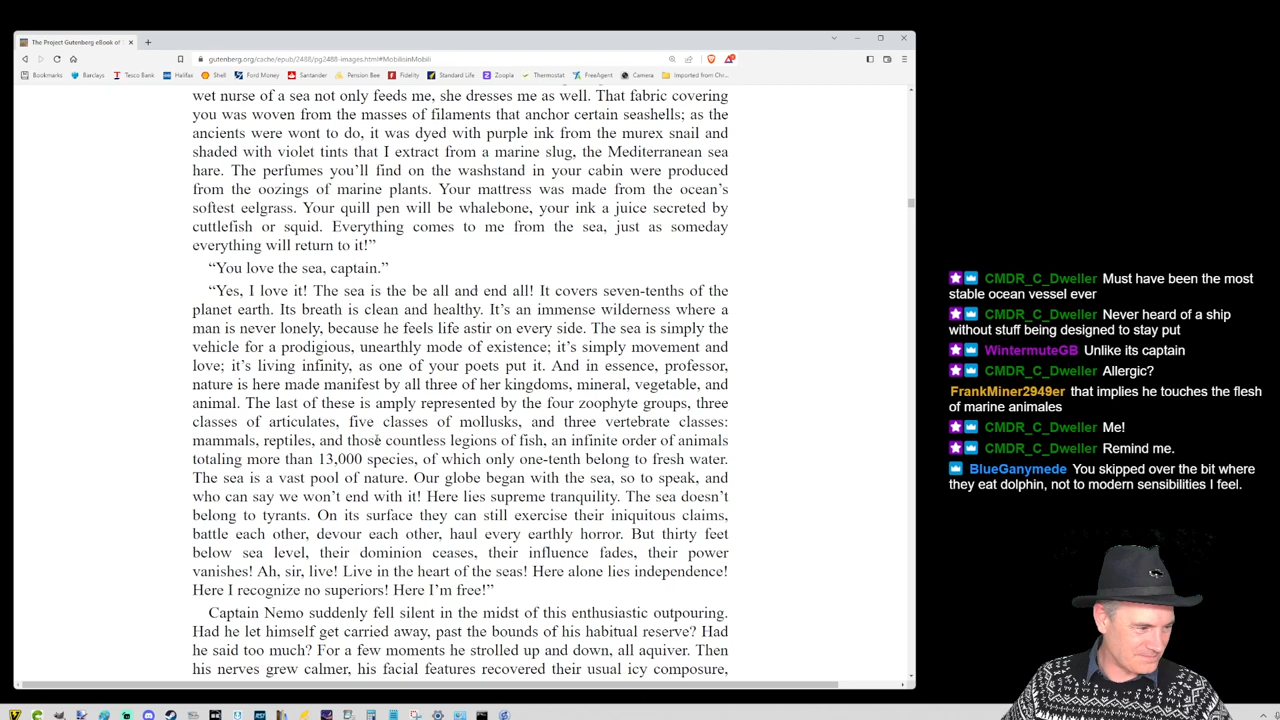 The Project Gutenberg eBook of
gutenberg.org/cache/epub/2488/pg2488-images.html#MobilisinMobili
Bookmarks Barclays Tesco Bank Halifax Shell Ford Money Santander Pension Bee Fidelity Standard Life Zoopla Thermostat FreeAgent Camera Imported from Chr...
wet nurse of a sea not only feeds me, she dresses me as well. That fabric covering
you was woven from the masses of filaments that anchor certain seashells; as the
ancients were wont to do, it was dyed with purple ink from the murex snail and
shaded with violet tints that I extract from a marine slug, the Mediterranean sea
hare. The perfumes you’ll find on the washstand in your cabin were produced
from the oozings of marine plants. Your mattress was made from the ocean’s
softest eelgrass. Your quill pen will be whalebone, your ink a juice secreted by
cuttlefish or squid. Everything comes to me from the sea, just as someday
everything will return to it!”
“You love the sea, captain.”
“Yes, I love it! The sea is the be all and end all! It covers seven-tenths of the
planet earth. Its breath is clean and healthy. It’s an immense wilderness where a
man is never lonely, because he feels life astir on every side. The sea is simply the
vehicle for a prodigious, unearthly mode of existence; it’s simply movement and
love; it’s living infinity, as one of your poets put it. And in essence, professor,
nature is here made manifest by all three of her kingdoms, mineral, vegetable, and
animal. The last of these is amply represented by the four zoophyte groups, three
classes of articulates, five classes of mollusks, and three vertebrate classes:
mammals, reptiles, and those countless legions of fish, an infinite order of animals
totaling more than 13,000 species, of which only one-tenth belong to fresh water.
The sea is a vast pool of nature. Our globe began with the sea, so to speak, and
who can say we won’t end with it! Here lies supreme tranquility. The sea doesn’t
belong to tyrants. On its surface they can still exercise their iniquitous claims,
battle each other, devour each other, haul every earthly horror. But thirty feet
below sea level, their dominion ceases, their influence fades, their power
vanishes! Ah, sir, live! Live in the heart of the seas! Here alone lies independence!
Here I recognize no superiors! Here I’m free!”
Captain Nemo suddenly fell silent in the midst of this enthusiastic outpouring.
Had he let himself get carried away, past the bounds of his habitual reserve? Had
he said too much? For a few moments he strolled up and down, all aquiver. Then
his nerves grew calmer, his facial features recovered their usual icy composure,
CMDR_C_Dweller Must have been the most
stable ocean vessel ever
CMDR_C_Dweller Never heard of a ship
without stuff being designed to stay put
WintermuteGB Unlike its captain
CMDR_C_Dweller Allergic?
FrankMiner2949er that implies he touches the flesh
of marine animales
CMDR_C_Dweller Me!
CMDR_C_Dweller Remind me.
BlueGanymede You skipped over the bit where
they eat dolphin, not to modern sensibilities I feel.